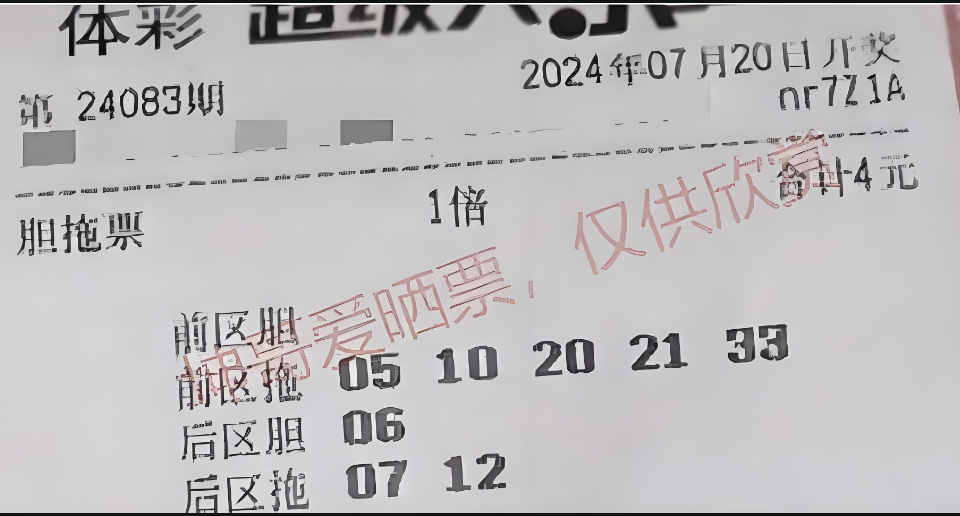 体彩 超级大乐
第 24083期
2024年07月20日开奖
nr7Z1A
胆拖票 1倍 合计4元
前区胆
前区拖 05 10 20 21 33
后区胆 06
后区拖 07 12
爱晒票,仅供欣赏